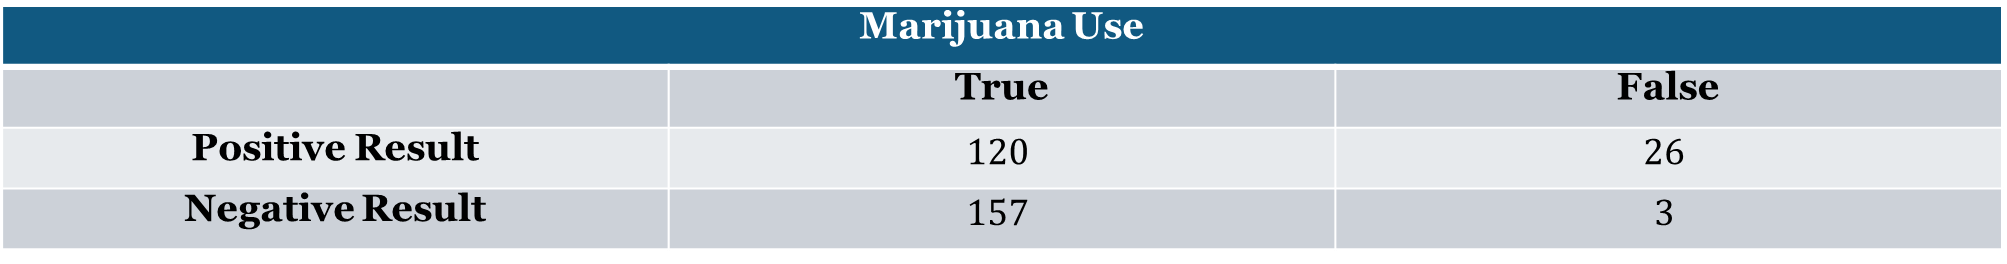 Marijuana Use
True False
Positive Result 120 26
Negative Result 157 3